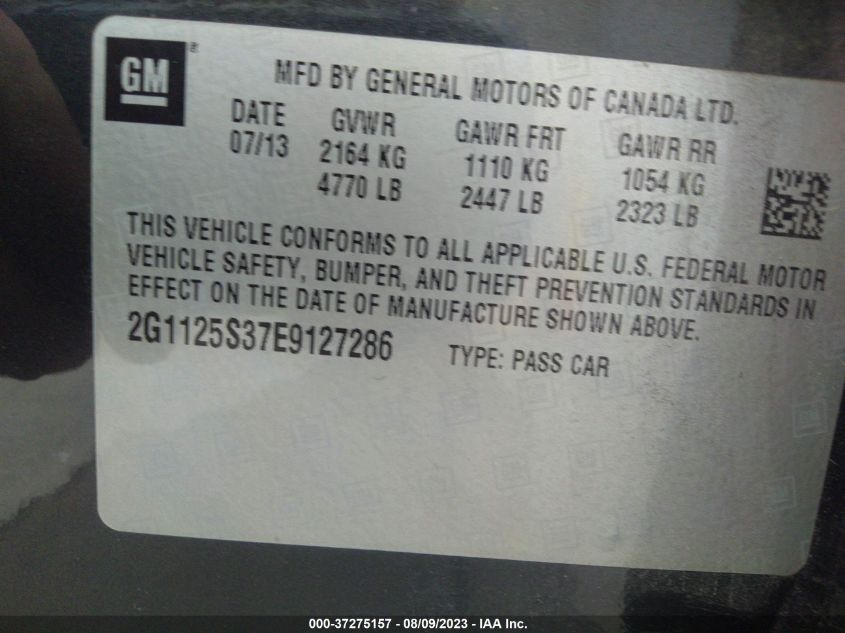 GM ®
MFD BY GENERAL MOTORS OF CANADA LTD.
DATE GVWR GAWR FRT GAWR RR
07/13 2164 KG 1110 KG 1054 KG
4770 LB 2447 LB 2323 LB
THIS VEHICLE CONFORMS TO ALL APPLICABLE U.S. FEDERAL MOTOR
VEHICLE SAFETY, BUMPER, AND THEFT PREVENTION STANDARDS IN
EFFECT ON THE DATE OF MANUFACTURE SHOWN ABOVE.
2G1125S37E9127286 TYPE: PASS CAR
000-37275157 - 08/09/2023 - IAA Inc.